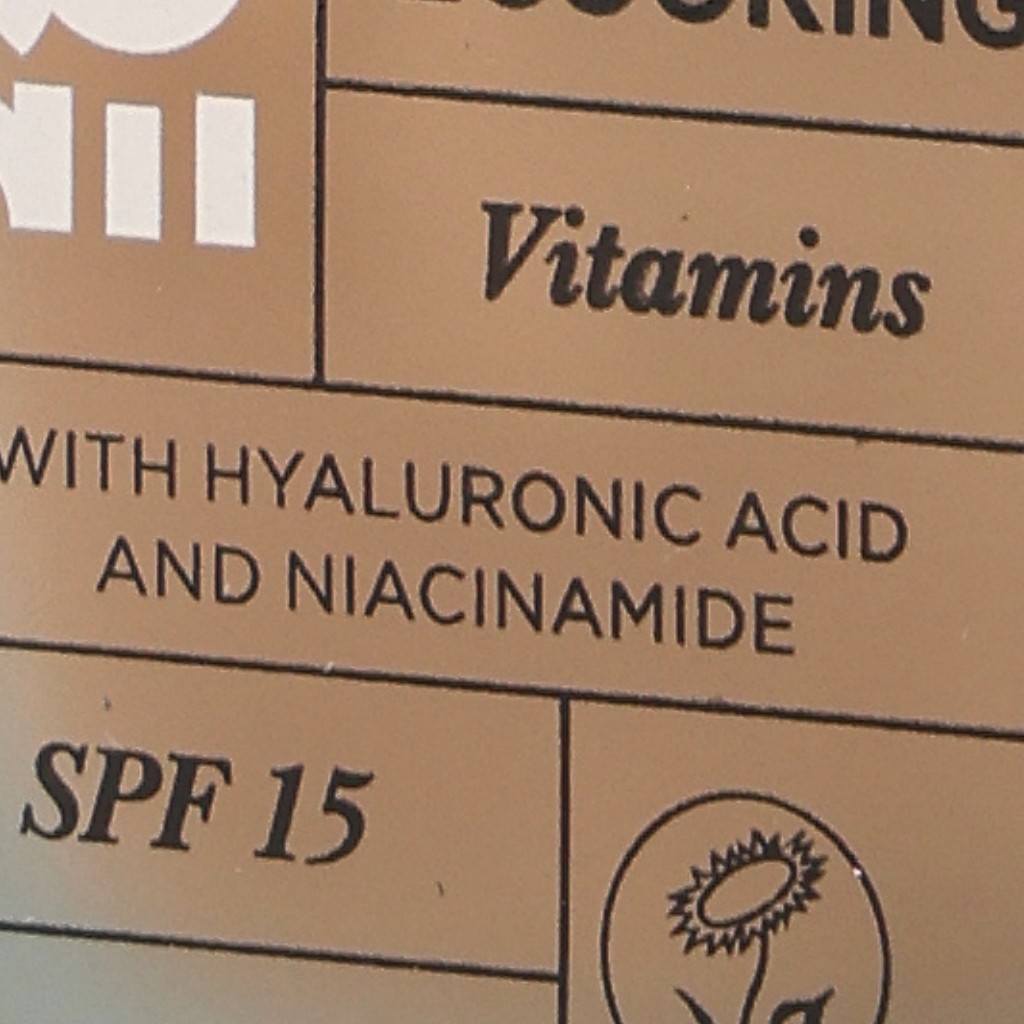 Vitamins
WITH HYALURONIC ACID
AND NIACINAMIDE
SPF 15